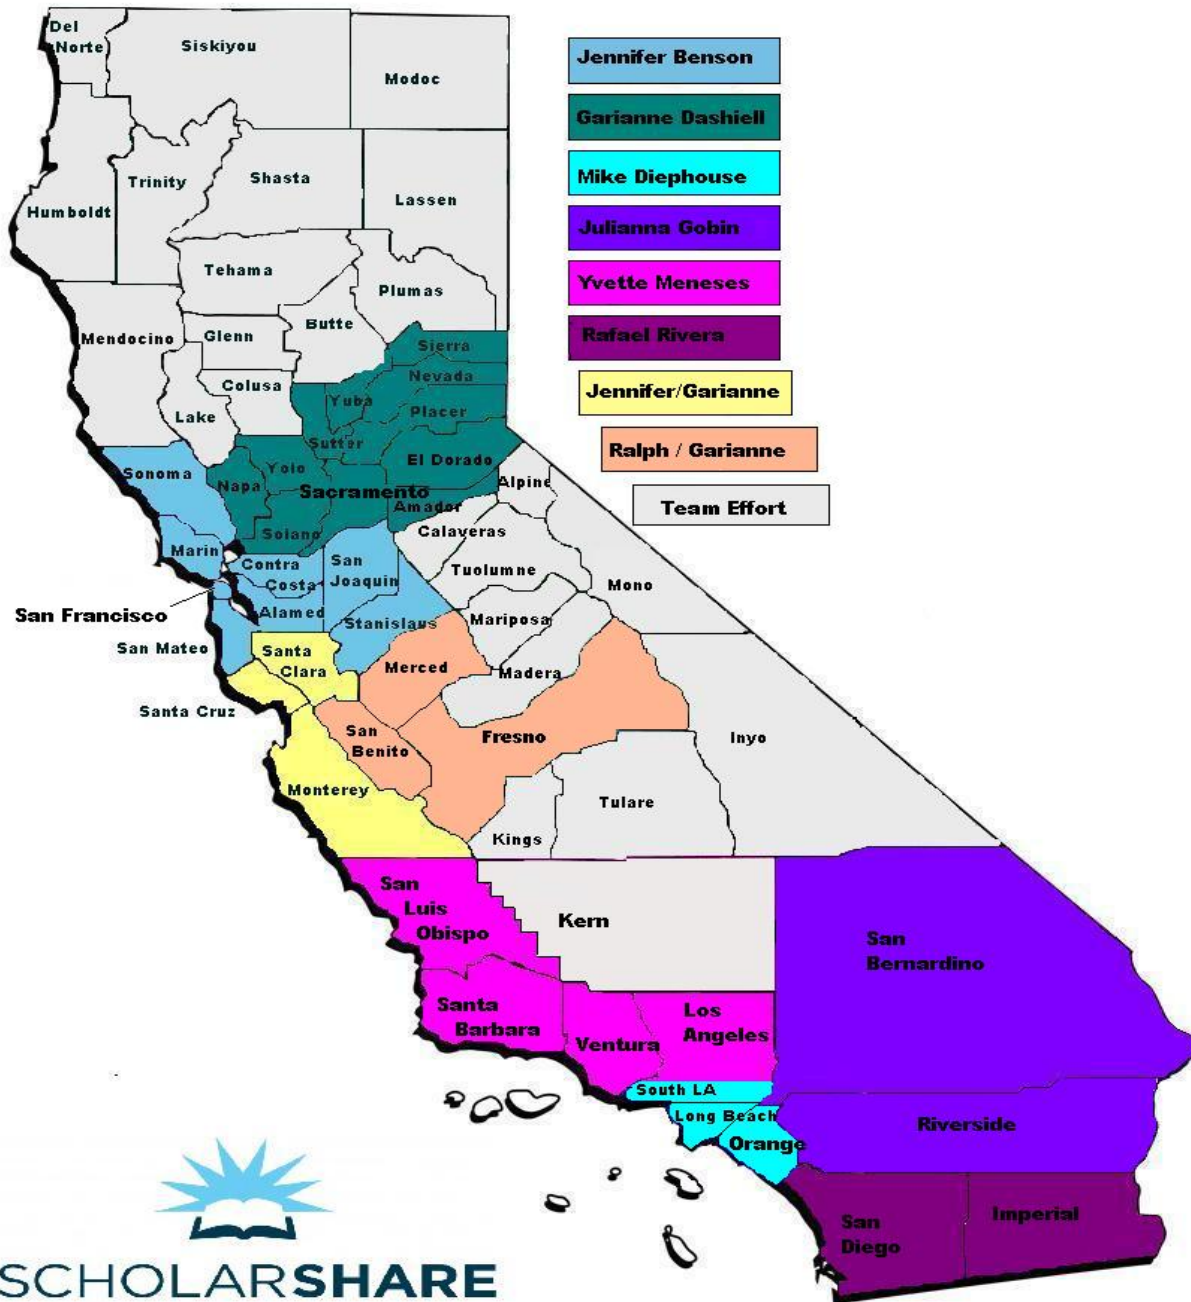 Del
Norte
Siskiyou
Modoc
Jennifer Benson
Garianne Dashiell
Mike Diephouse
Julianna Gobin
Yvette Meneses
Rafael Rivera
Jennifer/Garianne
Ralph / Garianne
Team Effort
Trinity
Shasta
Lassen
Humboldt
Tehama
Plumas
Mendocino
Glenn
Butte
Sierra
Colusa
Nevada
Lake
Yuba
Placer
Sutter
Sonoma
Napa
Yolo
El Dorado
Sacramento
Alpine
Amador
Solano
Calaveras
Marin
Contra
Costa
San
Joaquin
Tuolumne
Mono
San Francisco
Alamed
Stanislaus
Mariposa
San Mateo
Santa
Clara
Merced
Madera
Santa Cruz
San
Benito
Fresno
Inyo
Monterey
Tulare
Kings
San
Luis
Obispo
Kern
San
Bernardino
Santa
Barbara
Ventura
Los
Angeles
South LA
Long Beach
Orange
Riverside
San
Diego
Imperial
SCHOLARSHARE